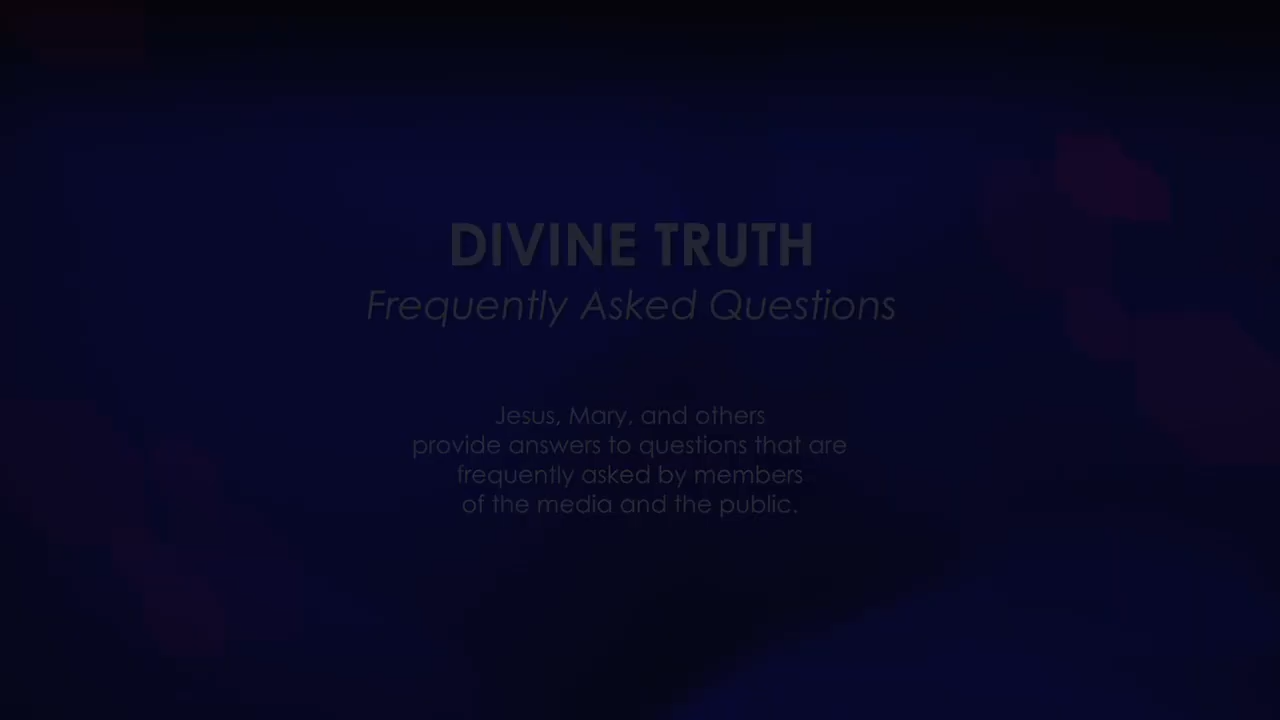 DIVINE TRUTH
Frequently Asked Questions
Jesus, Mary, and others
provide answers to questions that are
frequently asked by members
of the media and the public.